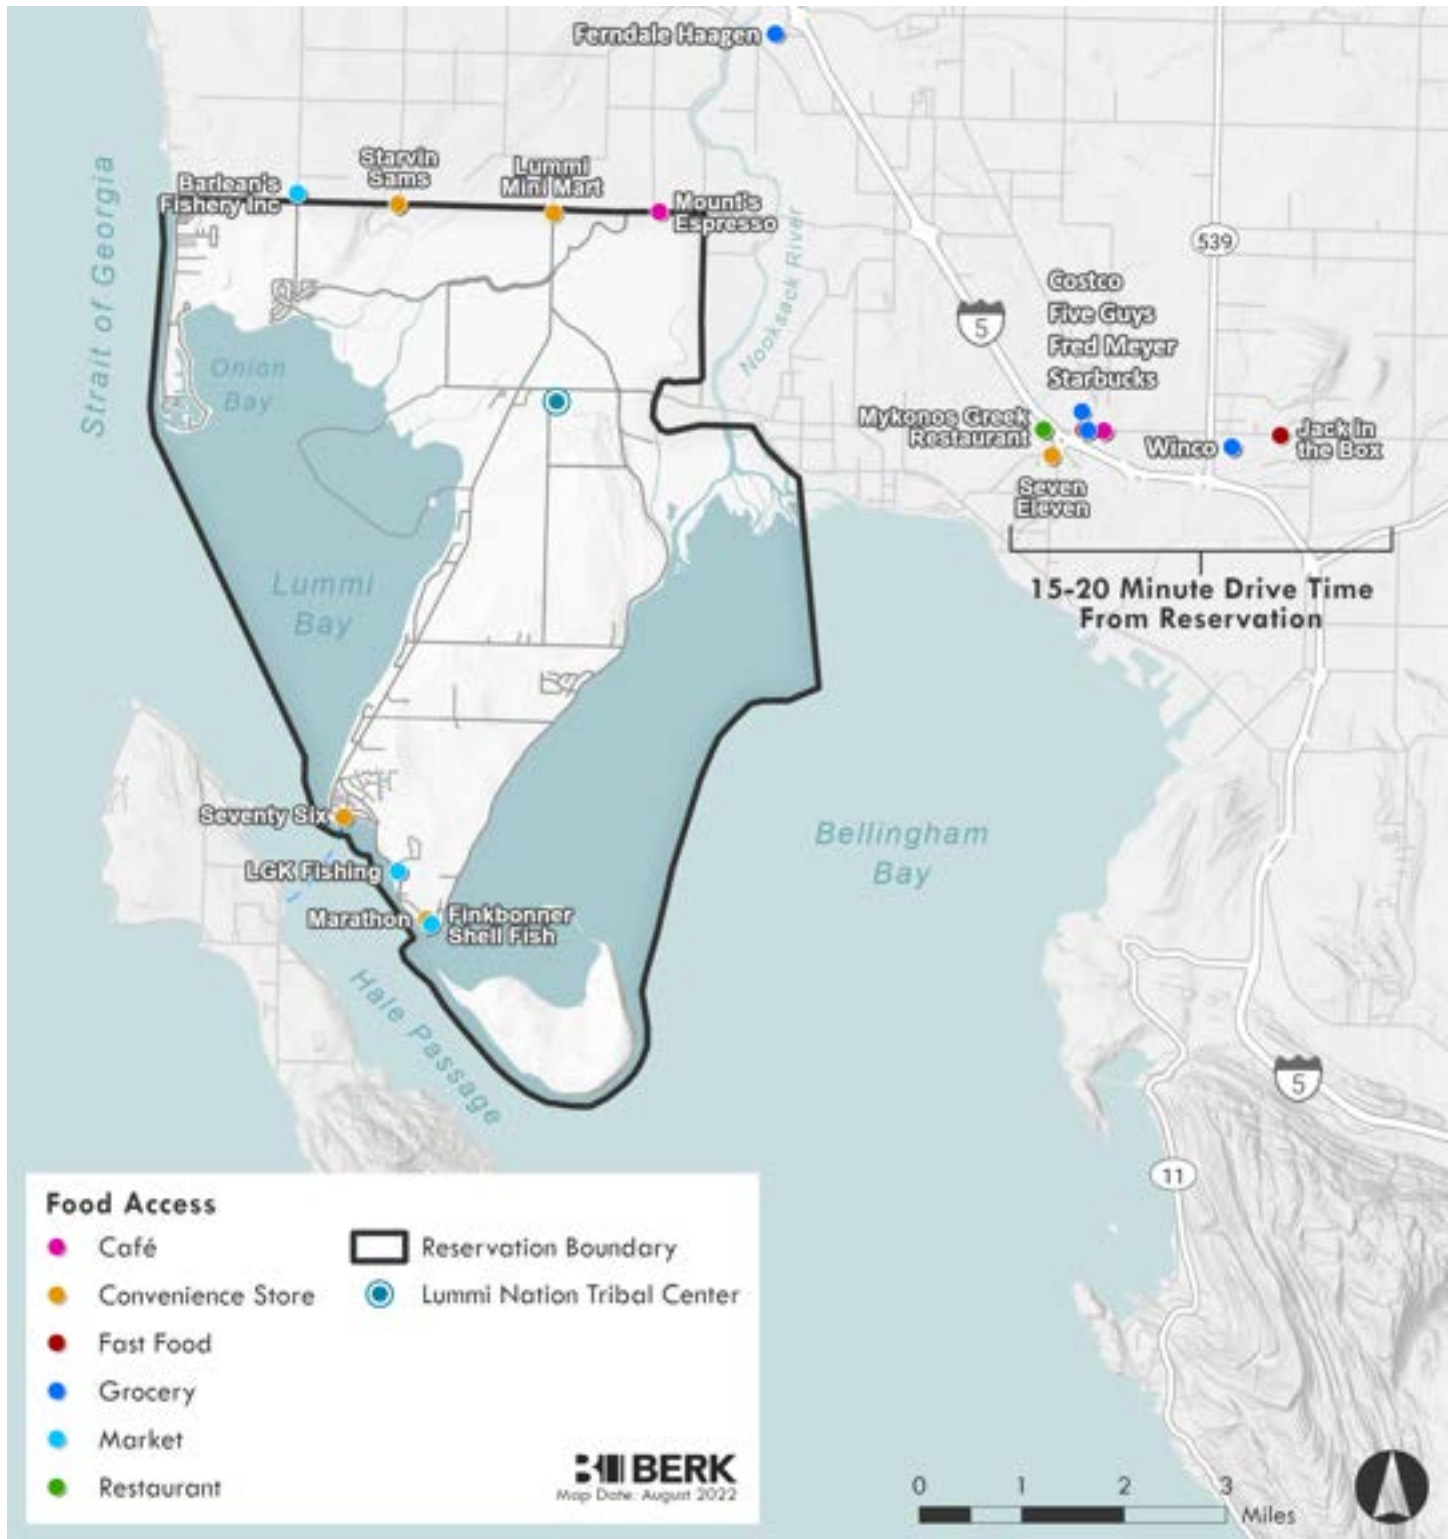 Ferndale Haagen
Strait of Georgia
Barlean's
Fishery Inc
Starvin
Sams
Lummi
Mini Mart
Mount's
Espresso
Nooksack River
539
5
Costco
Five Guys
Fred Meyer
Starbucks
Onion
Bay
Mykonos Greek
Restaurant
Winco
Jack in
the Box
Seven
Eleven
15-20 Minute Drive Time
From Reservation
Lummi
Bay
Seventy Six
LGK Fishing
Marathon
Finkbonner
Shell Fish
Bellingham
Bay
Hale Passage
5
11
Food Access
Café
Convenience Store
Fast Food
Grocery
Market
Restaurant
Reservation Boundary
Lummi Nation Tribal Center
BERK
Map Date: August 2022
0 1 2 3
Miles